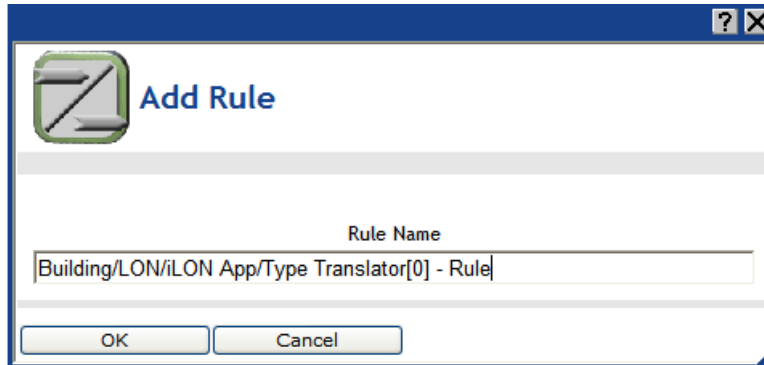 ?
Add Rule
Rule Name
Building/LON/iLON App/Type Translator[0] - Rule
OK
Cancel